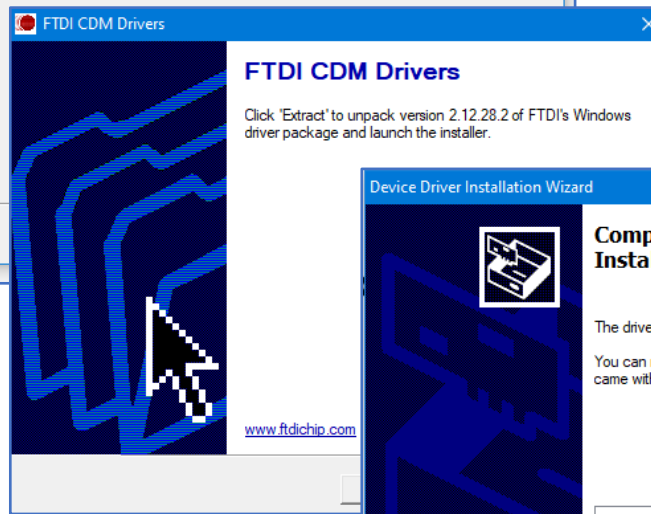 FTDI CDM Drivers
FTDI CDM Drivers
Click 'Extract' to unpack version 2.12.28.2 of FTDI's Windows
driver package and launch the installer.
www.ftdichip.com
Device Driver Installation Wizard
Comp
Insta
The drive
You can
came with